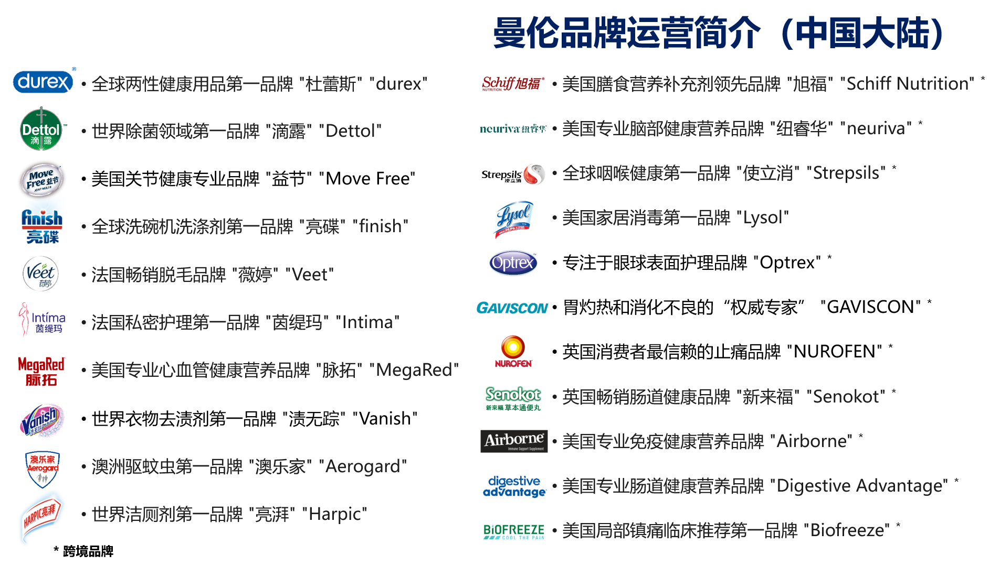 曼伦品牌运营简介（中国大陆）
durex®
• 全球两性健康用品第一品牌 "杜蕾斯" "durex"
Dettol™
滴露
• 世界除菌领域第一品牌 "滴露" "Dettol"
Move
Free 益节
JOINT HEALTH
• 美国关节健康专业品牌 "益节" "Move Free"
finish
亮碟
• 全球洗碗机洗涤剂第一品牌 "亮碟" "finish"
Veet
薇婷
• 法国畅销脱毛品牌 "薇婷" "Veet"
Intima
茵缇玛
• 法国私密护理第一品牌 "茵缇玛" "Intima"
MegaRed
脉拓
• 美国专业心血管健康营养品牌 "脉拓" "MegaRed"
Vanish
渍无踪 Oxi Action
• 世界衣物去渍剂第一品牌 "渍无踪" "Vanish"
澳乐家
Aerogard
• 澳洲驱蚊虫第一品牌 "澳乐家" "Aerogard"
HARPIC亮湃
• 世界洁厕剂第一品牌 "亮湃" "Harpic"
* 跨境品牌
Schiff旭福®
NUTRITION
• 美国膳食营养补充剂领先品牌 "旭福" "Schiff Nutrition" *
neuriva 纽睿华
• 美国专业脑部健康营养品牌 "纽睿华" "neuriva" *
Strepsils
使立消
• 全球咽喉健康第一品牌 "使立消" "Strepsils" *
Lysol
99.9%
• 美国家居消毒第一品牌 "Lysol"
Optrex™
• 专注于眼球表面护理品牌 "Optrex" *
GAVISCON
• 胃灼热和消化不良的“权威专家” "GAVISCON" *
NUROFEN
• 英国消费者最信赖的止痛品牌 "NUROFEN" *
Senokot
新來福 草本通便丸
• 英国畅销肠道健康品牌 "新来福" "Senokot" *
Airborne®
Immune Support Supplement
• 美国专业免疫健康营养品牌 "Airborne" *
digestive
advantage
• 美国专业肠道健康营养品牌 "Digestive Advantage" *
BIOFREEZE
COOL THE PAIN
• 美国局部镇痛临床推荐第一品牌 "Biofreeze" *